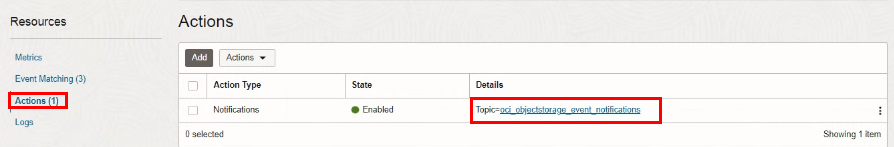 Resources
Metrics
Event Matching (3)
Actions (1)
Logs
Actions
Add Actions
Action Type State Details
Notifications Enabled Topic=oci_objectstorage_event_notifications
0 selected Showing 1 item